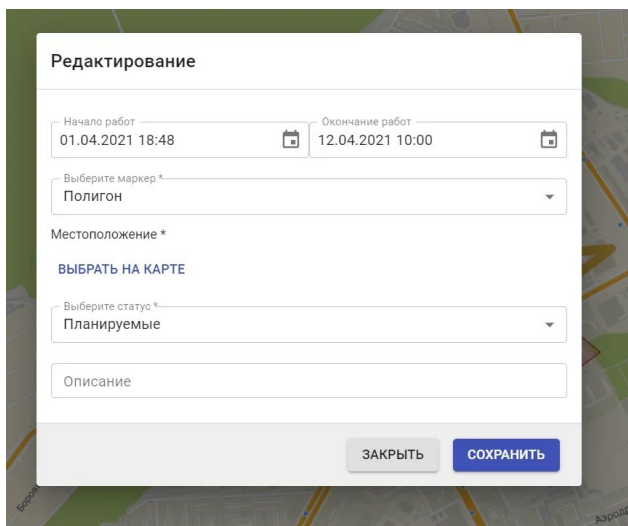 Редактирование
Начало работ
Окончание работ
01.04.2021 18:48
12.04.2021 10:00
Выберите маркер *
Полигон
Местоположение *
ВЫБРАТЬ НА КАРТЕ
Выберите статус *
Планируемые
Описание
ЗАКРЫТЬ
СОХРАНИТЬ